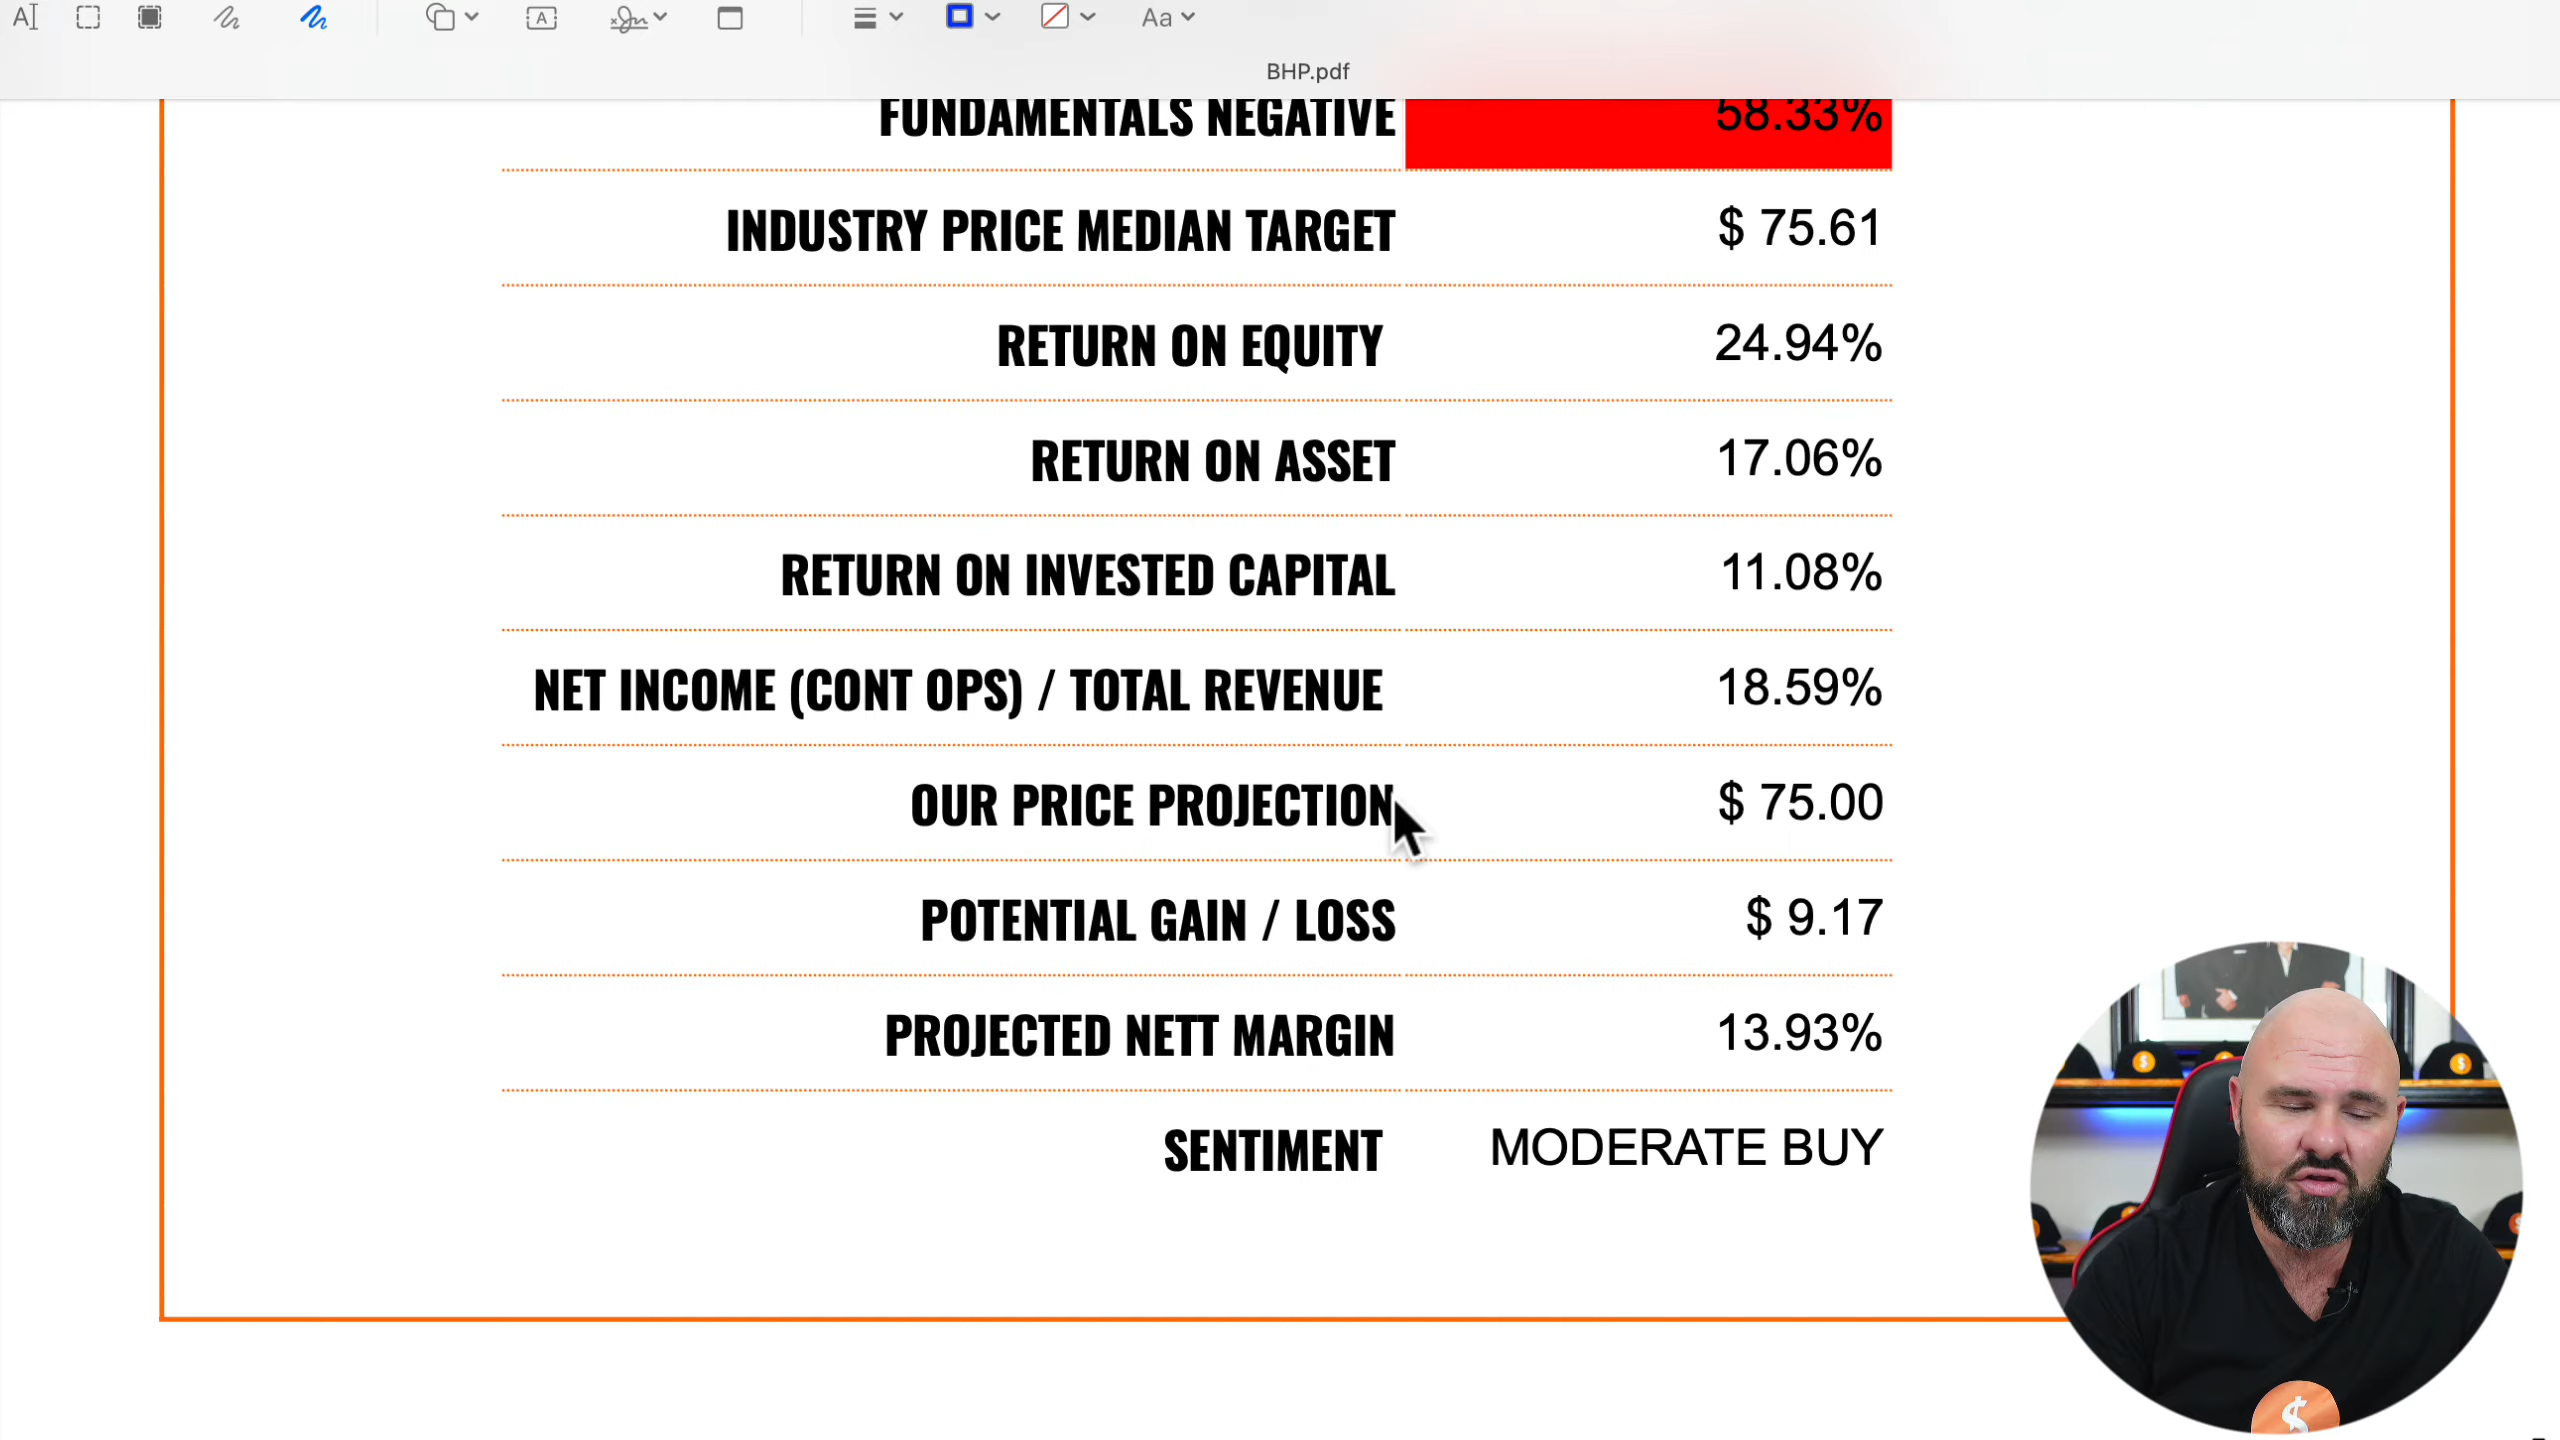 BHP.pdf
FUNDAMENTALS NEGATIVE 58.33%
INDUSTRY PRICE MEDIAN TARGET $ 75.61
RETURN ON EQUITY 24.94%
RETURN ON ASSET 17.06%
RETURN ON INVESTED CAPITAL 11.08%
NET INCOME (CONT OPS) / TOTAL REVENUE 18.59%
OUR PRICE PROJECTION $ 75.00
POTENTIAL GAIN / LOSS $ 9.17
PROJECTED NETT MARGIN 13.93%
SENTIMENT MODERATE BUY
Aa
A
$